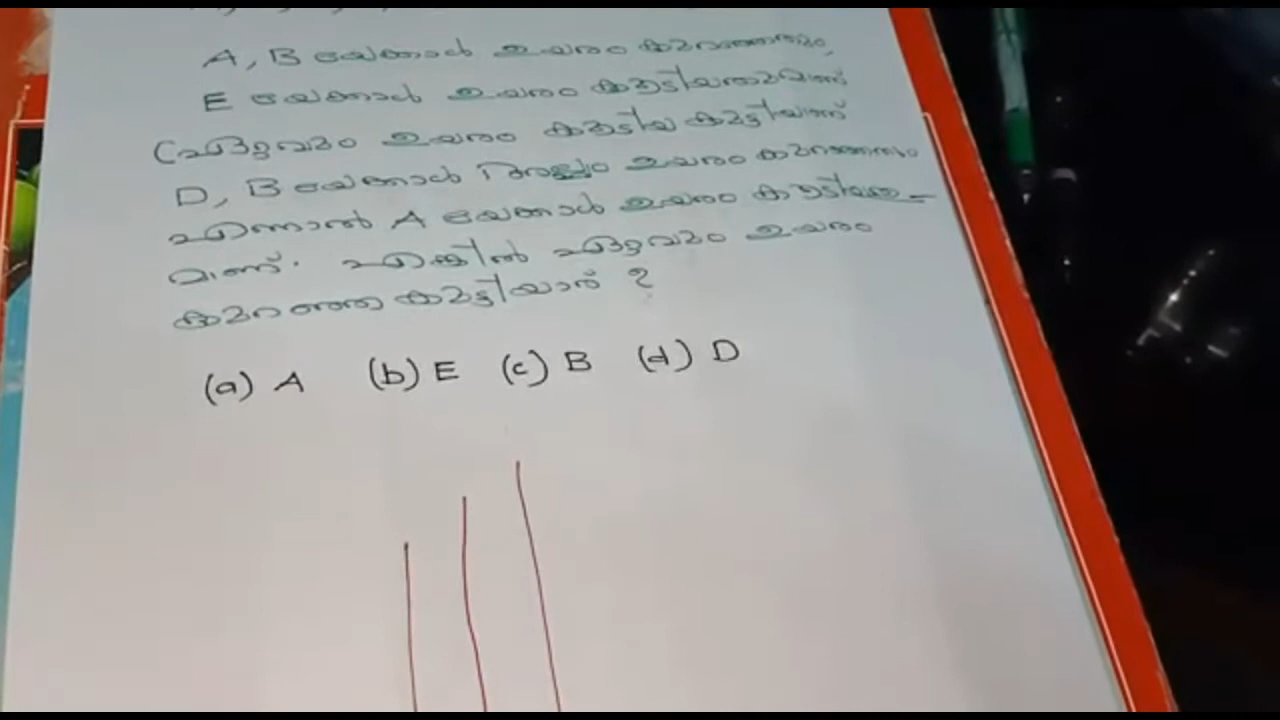 A, B യെക്കാൾ ഉയരം കുറഞ്ഞതും,
E യെക്കാൾ ഉയരം കൂടിയതുമാണ്
C ഏറ്റവും ഉയരം കൂടിയ കുട്ടിയാണ്
D, B യെക്കാൾ അല്പം ഉയരം കുറഞ്ഞതും
എന്നാൽ A യെക്കാൾ ഉയരം കൂടിയതു-
മാണ്. എങ്കിൽ ഏറ്റവും ഉയരം
കുറഞ്ഞ കുട്ടിയാര് ?
(a) A (b) E (c) B (d) D